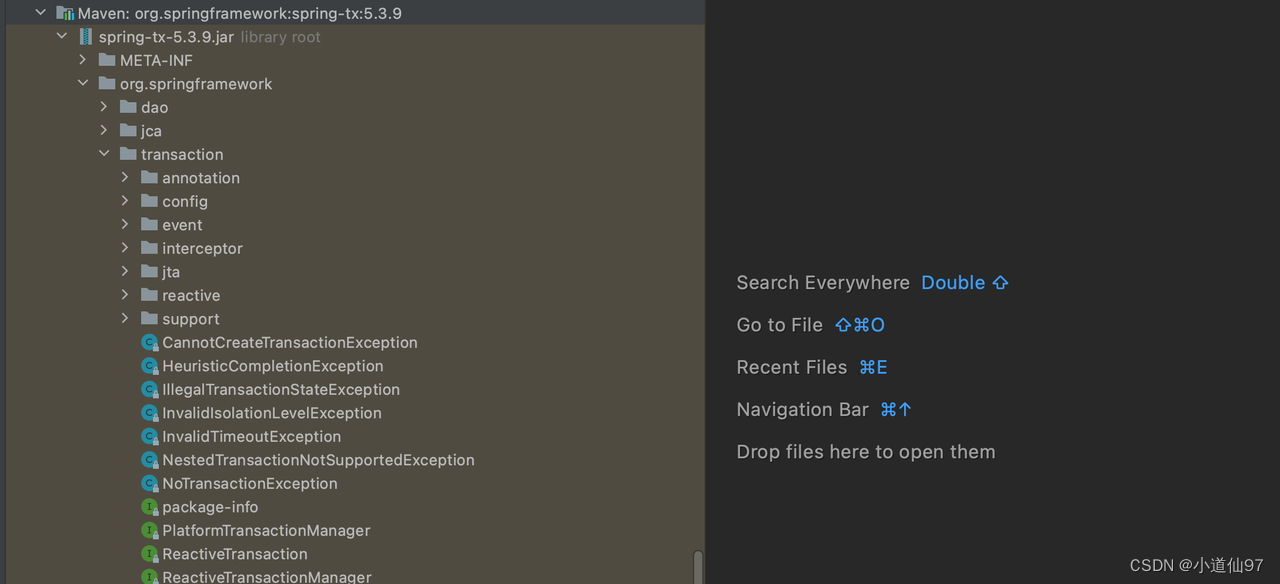 Maven: org.springframework:spring-tx:5.3.9
spring-tx-5.3.9.jar library root
META-INF
org.springframework
dao
jca
transaction
annotation
config
event
interceptor
jta
reactive
support
CannotCreateTransactionException
HeuristicCompletionException
IllegalTransactionStateException
InvalidIsolationLevelException
InvalidTimeoutException
NestedTransactionNotSupportedException
NoTransactionException
package-info
PlatformTransactionManager
ReactiveTransaction
ReactiveTransactionManager
Search Everywhere Double ⇧
Go to File ⇧⌘O
Recent Files ⌘E
Navigation Bar ⌘↑
Drop files here to open them
CSDN @小道仙97